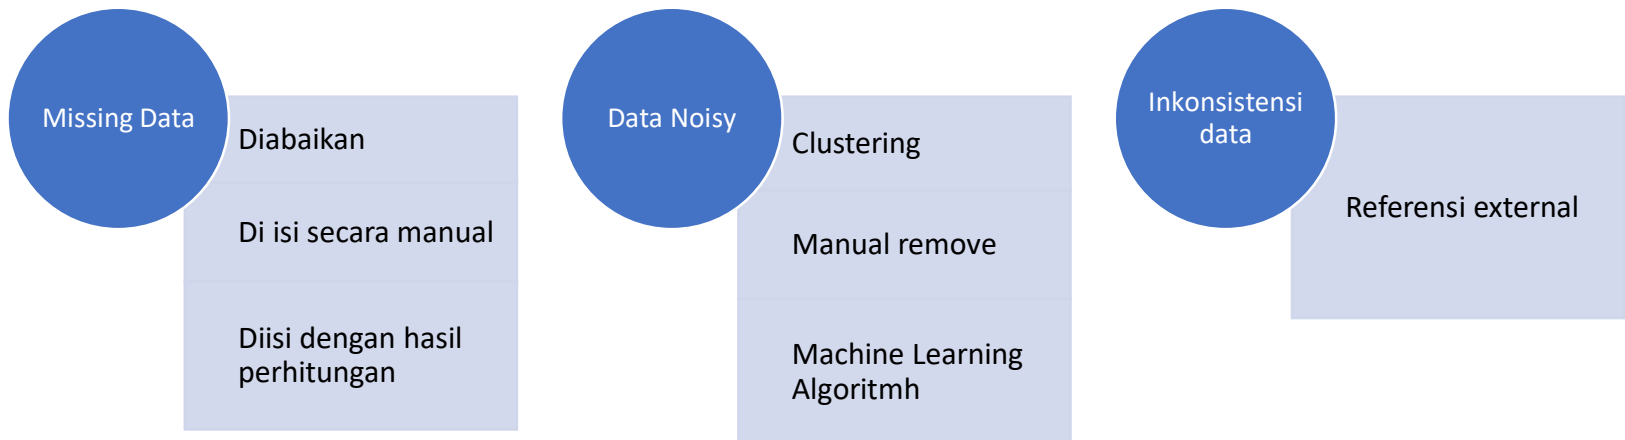 Missing Data
Diabaikan
Di isi secara manual
Diisi dengan hasil
perhitungan
Data Noisy
Clustering
Manual remove
Machine Learning
Algoritmh
Inkonsistensi
data
Referensi external